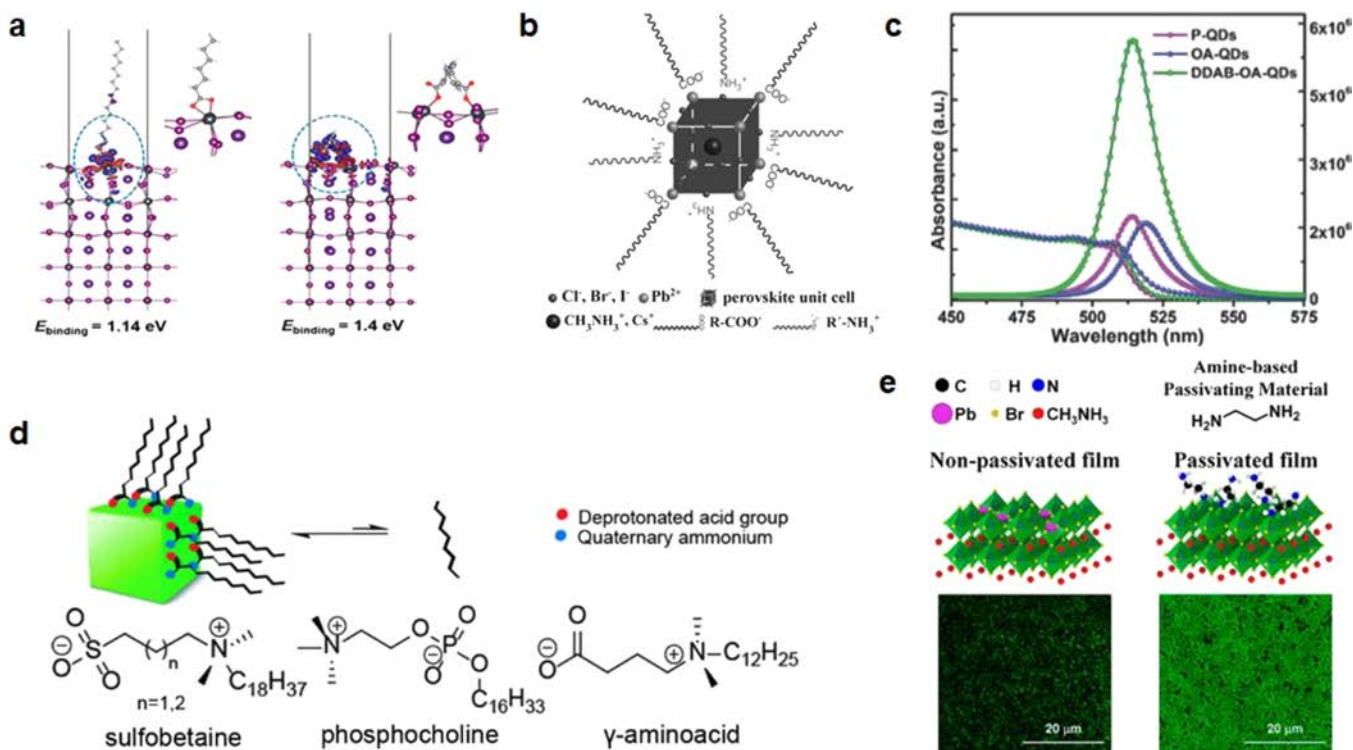 a
E_binding = 1.14 eV
E_binding = 1.4 eV
b
COO⁻
NH₃⁺
Cl⁻, Br⁻, I⁻ Pb²⁺ perovskite unit cell
CH₃NH₃⁺, Cs⁺ R-COO⁻ R´-NH₃⁺
c
P-QDs
OA-QDs
DDAB-OA-QDs
Absorbance (a.u.)
6x10⁶
5x10⁶
3x10⁶
2x10⁶
0
450 475 500 525 550 575
Wavelength (nm)
d
Deprotonated acid group
Quaternary ammonium
⊖O S O O n N⊕ C₁₈H₃₇
n=1,2
sulfobetaine
N⊕ O P O ⊖O O C₁₆H₃₃
phosphocholine
O ⊖O N⊕ C₁₂H₂₅
γ-aminoacid
e
C H N
Pb Br CH₃NH₃
Amine-based
Passivating Material
H₂N NH₂
Non-passivated film
Passivated film
20 μm
20 μm